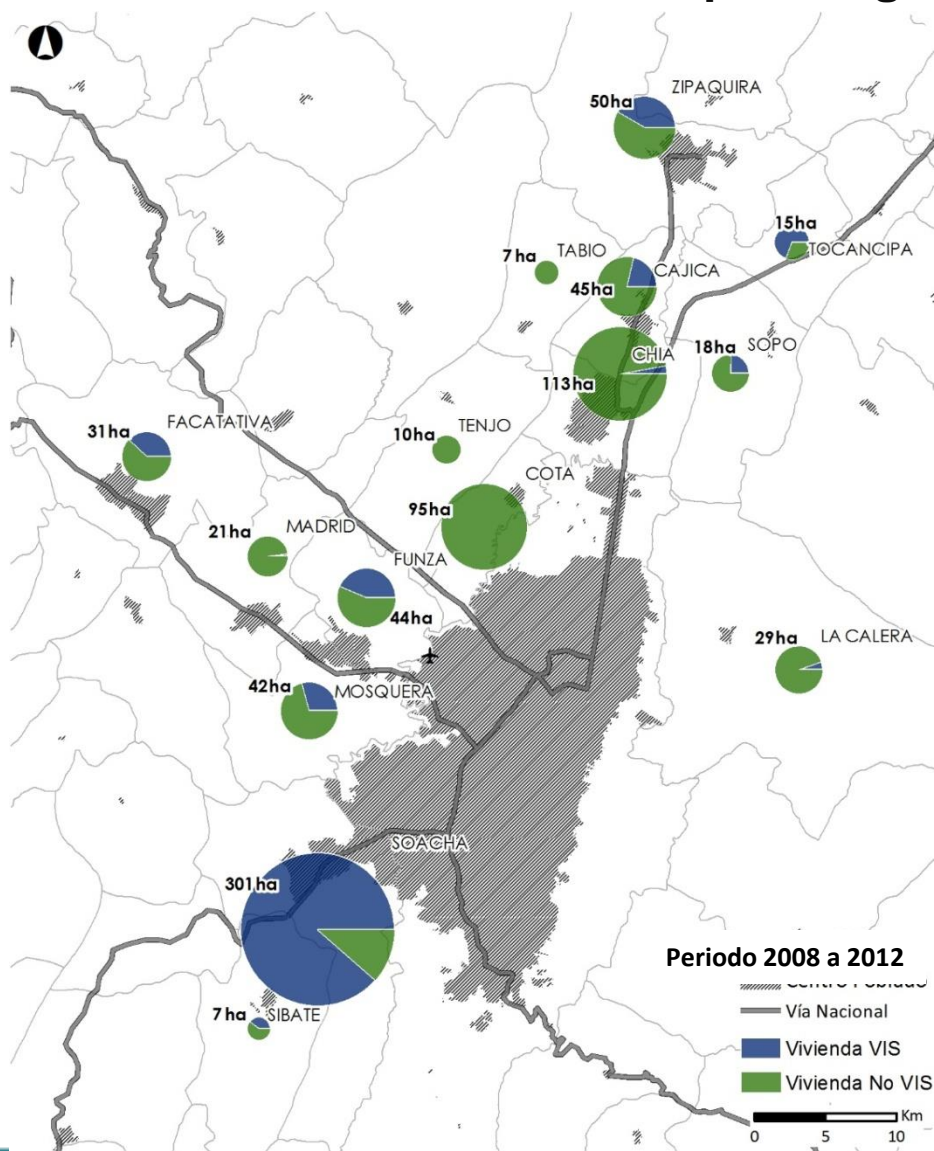 ZIPAQUIRA
50ha
15ha
TOCANCIPA
TABIO
7 ha
CAJICA
45ha
CHIA
113ha
SOPO
18ha
FACATATIVA
31ha
TENJO
10ha
COTA
95ha
MADRID
21ha
FUNZA
44ha
LA CALERA
29ha
MOSQUERA
42ha
SOACHA
301ha
SIBATE
7 ha
Periodo 2008 a 2012
Centro Poblado
Vía Nacional
Vivienda VIS
Vivienda No VIS
Km
0 5 10